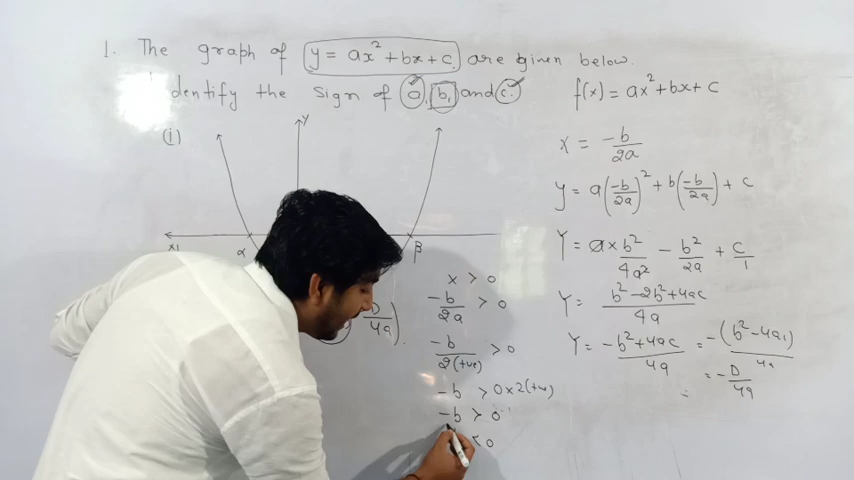 1. The graph of y = ax² + bx + c are given below.
Identify the sign of a, b, and c.
(i)
Y
x₁
α
β
D/4a).
x > 0
-b/2a > 0
-b/2(+ve) > 0
-b > 0×2(+ve)
-b > 0
< 0
f(x) = ax² + bx + c
x = -b/2a
y = a(-b/2a)² + b(-b/2a) + c
Y = a × b²/4a² - b²/2a + c/1
Y = b² - 2b² + 4ac/4a
Y = -b² + 4ac/4a = -(b² - 4ac)/4a
= -D/4a